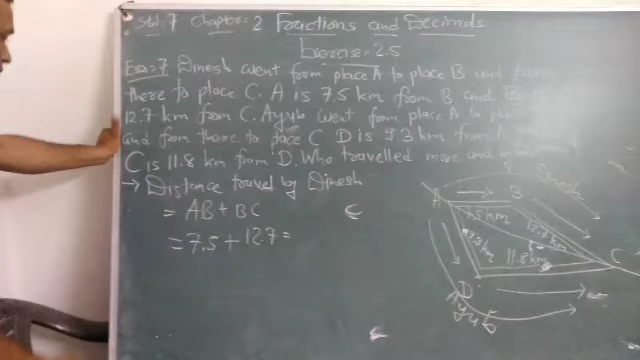 Std:7 Chapter=2 Fractions and Decimals
Exercise=2.5
Exa=7 Dinesh went from place A to place B and from
there to place C. A is 7.5 km from B and B is
12.7 km from C. Ayub went from place A to place
and from there to place C D is 9.3 km from A
C is 11.8 km from D. Who travelled more and by
→ Distance travel by Dinesh
= AB + BC
= 7.5 + 12.7 =
A B Dinesh
7.5 km
12.7 km
9.3 km
11.8 km C
D
Ayub